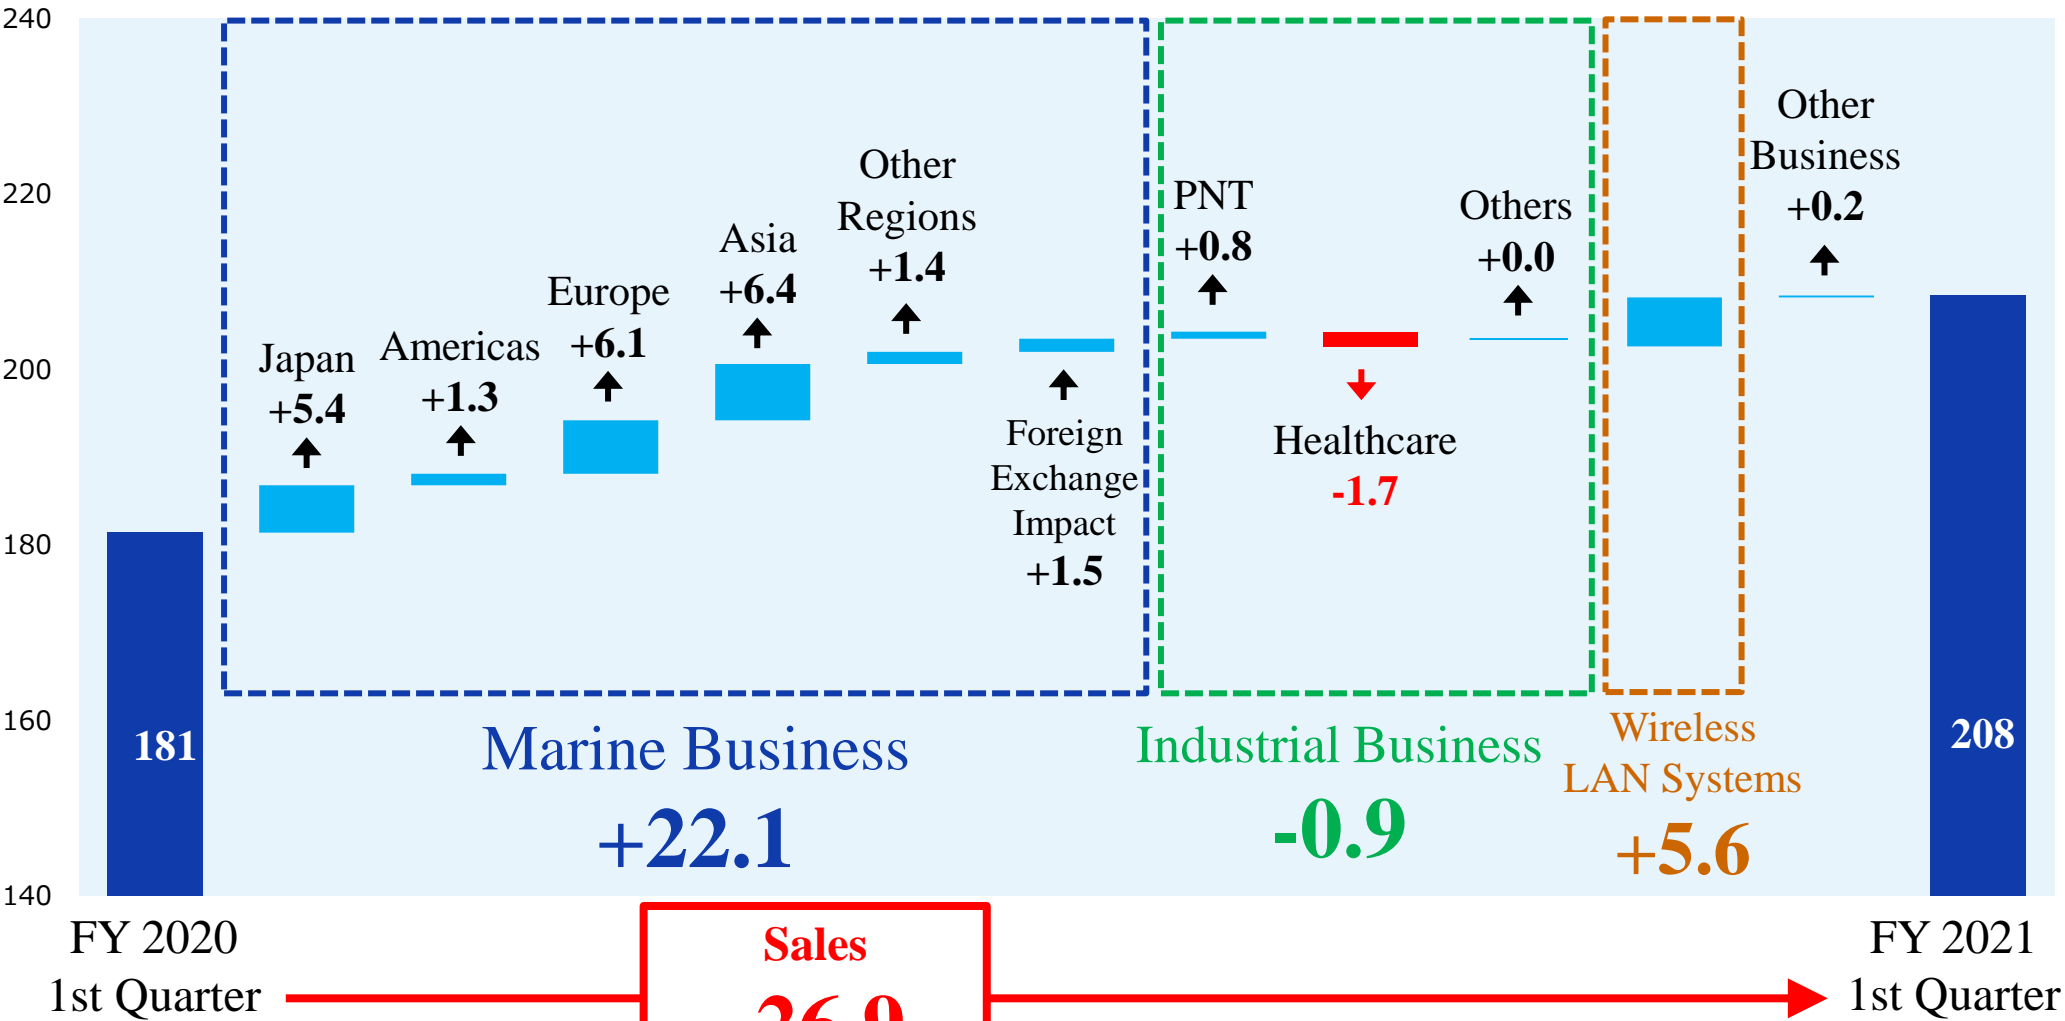 240
220
200
180
160
140
Japan
+5.4
Americas
+1.3
Europe
+6.1
Asia
+6.4
Other
Regions
+1.4
Foreign
Exchange
Impact
+1.5
PNT
+0.8
Healthcare
-1.7
Others
+0.0
Other
Business
+0.2
181
Marine Business
+22.1
Industrial Business
-0.9
Wireless
LAN Systems
+5.6
208
FY 2020
1st Quarter
Sales
26.9
FY 2021
1st Quarter